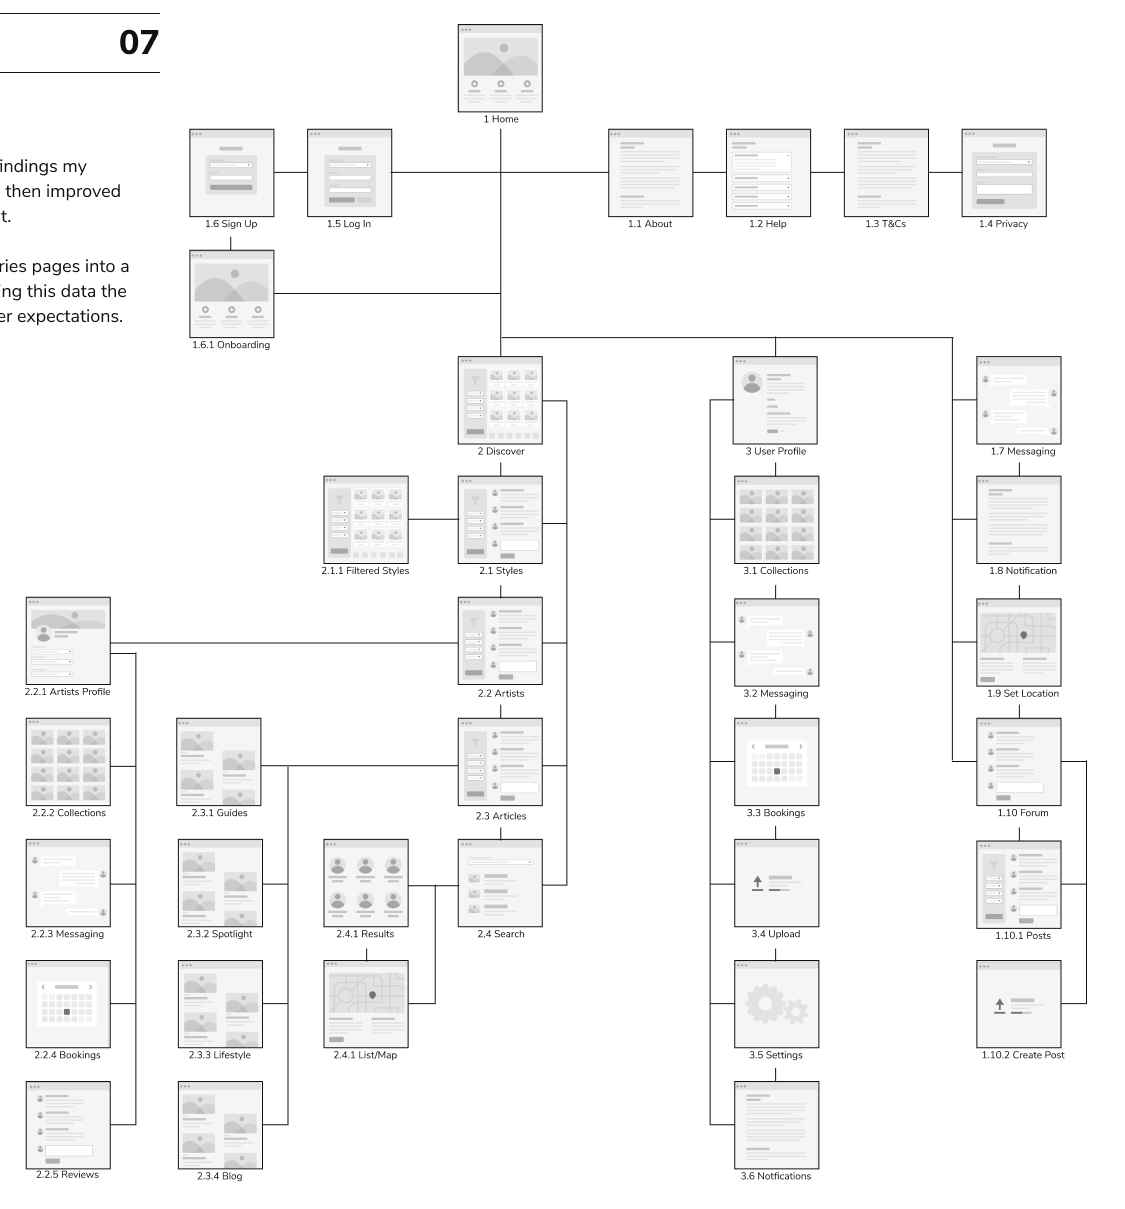 07
my
then improved
pages into a
this data the
expectations.
1 Home
1.6 Sign Up
1.5 Log In
1.1 About
1.2 Help
1.3 T&Cs
1.4 Privacy
1.6.1 Onboarding
2 Discover
3 User Profile
1.7 Messaging
2.1.1 Filtered Styles
2.1 Styles
3.1 Collections
1.8 Notification
2.2.1 Artists Profile
2.2 Artists
3.2 Messaging
1.9 Set Location
2.2.2 Collections
2.3.1 Guides
2.3 Articles
3.3 Bookings
1.10 Forum
2.2.3 Messaging
2.3.2 Spotlight
2.4.1 Results
2.4 Search
3.4 Upload
1.10.1 Posts
2.2.4 Bookings
2.3.3 Lifestyle
2.4.1 List/Map
3.5 Settings
1.10.2 Create Post
2.2.5 Reviews
2.3.4 Blog
3.6 Notfications